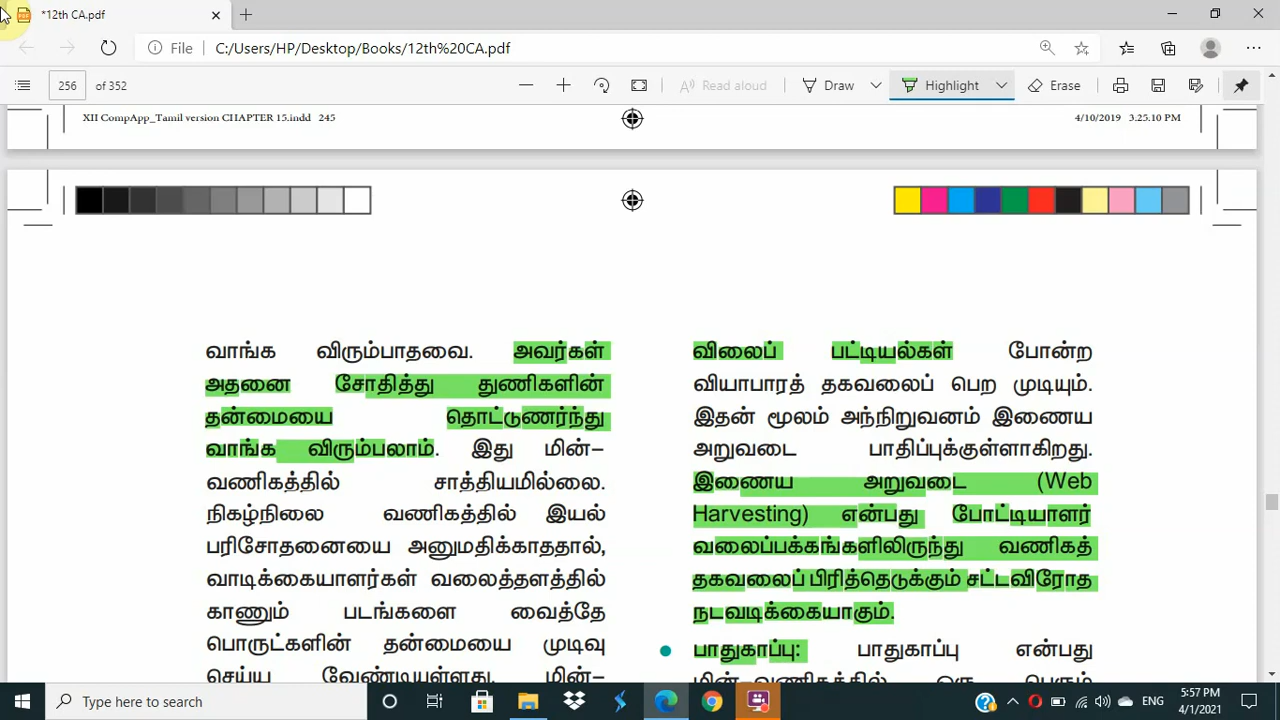 *12th CA.pdf
File C:/Users/HP/Desktop/Books/12th%20CA.pdf
256 of 352
Read aloud
Draw
Highlight
Erase
XII CompApp_Tamil version CHAPTER 15.indd 245
4/10/2019 3.25.10 PM
வாங்க விரும்பாதவை. அவர்கள்
அதனை சோதித்து துணிகளின்
தன்மையை தொட்டுணர்ந்து
வாங்க விரும்பலாம். இது மின்–
வணிகத்தில் சாத்தியமில்லை.
நிகழ்நிலை வணிகத்தில் இயல்
பரிசோதனையை அனுமதிக்காததால்,
வாடிக்கையாளர்கள் வலைத்தளத்தில்
காணும் படங்களை வைத்தே
பொருட்களின் தன்மையை முடிவு
செய்ய வேண்டியுள்ளது. மின்–
விலைப் பட்டியல்கள் போன்ற
வியாபாரத் தகவலைப் பெற முடியும்.
இதன் மூலம் அந்நிறுவனம் இணைய
அறுவடை பாதிப்புக்குள்ளாகிறது.
இணைய அறுவடை (Web
Harvesting) என்பது போட்டியாளர்
வலைப்பக்கங்களிலிருந்து வணிகத்
தகவலைப் பிரித்தெடுக்கும் சட்டவிரோத
நடவடிக்கையாகும்.
பாதுகாப்பு: பாதுகாப்பு என்பது
மின்–வணிகத்தில் ஒரு பெரும்
Type here to search
ENG
5:57 PM
4/1/2021